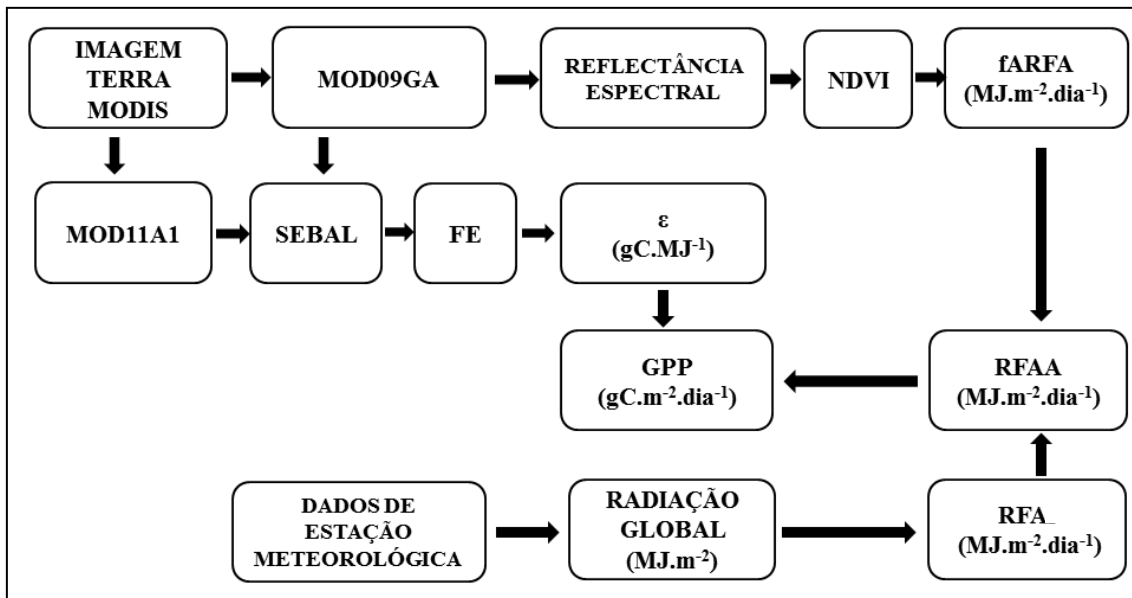 IMAGEM
TERRA
MODIS
MOD09GA
REFLECTÂNCIA
ESPECTRAL
NDVI
fARFA
(MJ.m⁻².dia⁻¹)
MOD11A1
SEBAL
FE
ε
(gC.MJ⁻¹)
GPP
(gC.m⁻².dia⁻¹)
RFAA
(MJ.m⁻².dia⁻¹)
DADOS DE
ESTAÇÃO
METEOROLÓGICA
RADIAÇÃO
GLOBAL
(MJ.m⁻²)
RFA_
(MJ.m⁻².dia⁻¹)